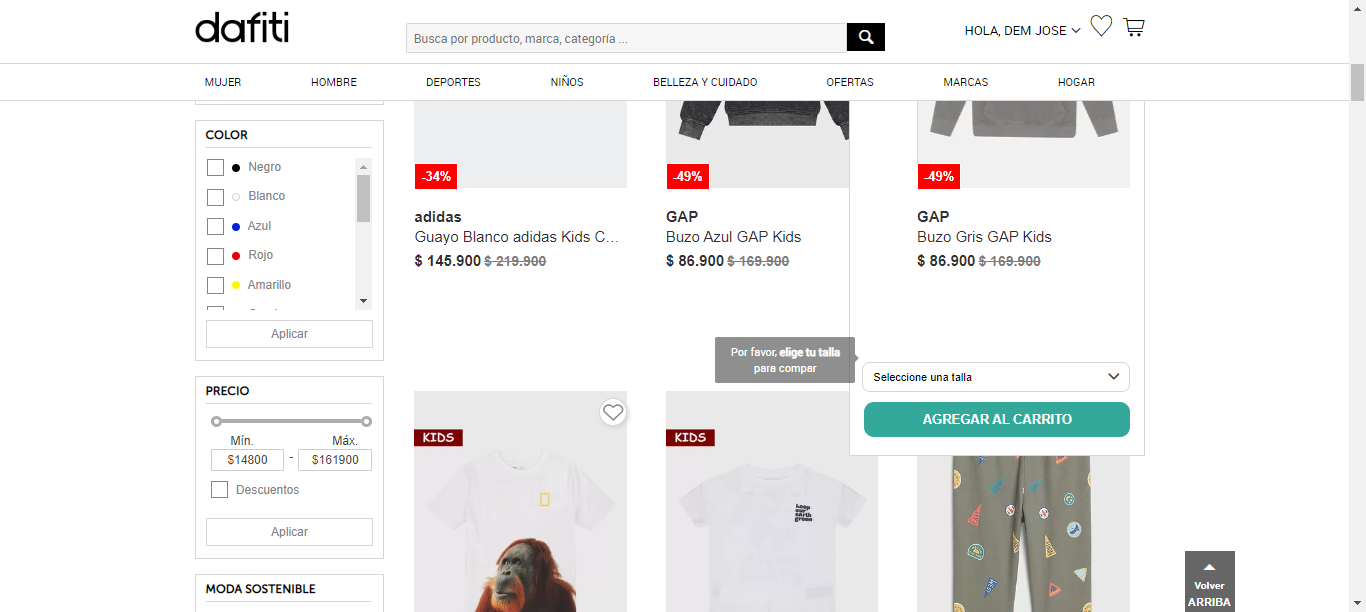 dafiti
Busca por producto, marca, categoría ...
HOLA, DEM JOSE
MUJER
HOMBRE
DEPORTES
NIÑOS
BELLEZA Y CUIDADO
OFERTAS
MARCAS
HOGAR
COLOR
Negro
Blanco
Azul
Rojo
Amarillo
Aplicar
PRECIO
Mín.
Máx.
$14800 - $161900
Descuentos
Aplicar
MODA SOSTENIBLE
-34%
adidas
Guayo Blanco adidas Kids C...
$ 145.900 $ 219.900
-49%
GAP
Buzo Azul GAP Kids
$ 86.900 $ 169.900
-49%
GAP
Buzo Gris GAP Kids
$ 86.900 $ 169.900
Por favor, elige tu talla
para compar
Seleccione una talla
AGREGAR AL CARRITO
KIDS
KIDS
keep
our
earth
green
Volver
ARRIBA